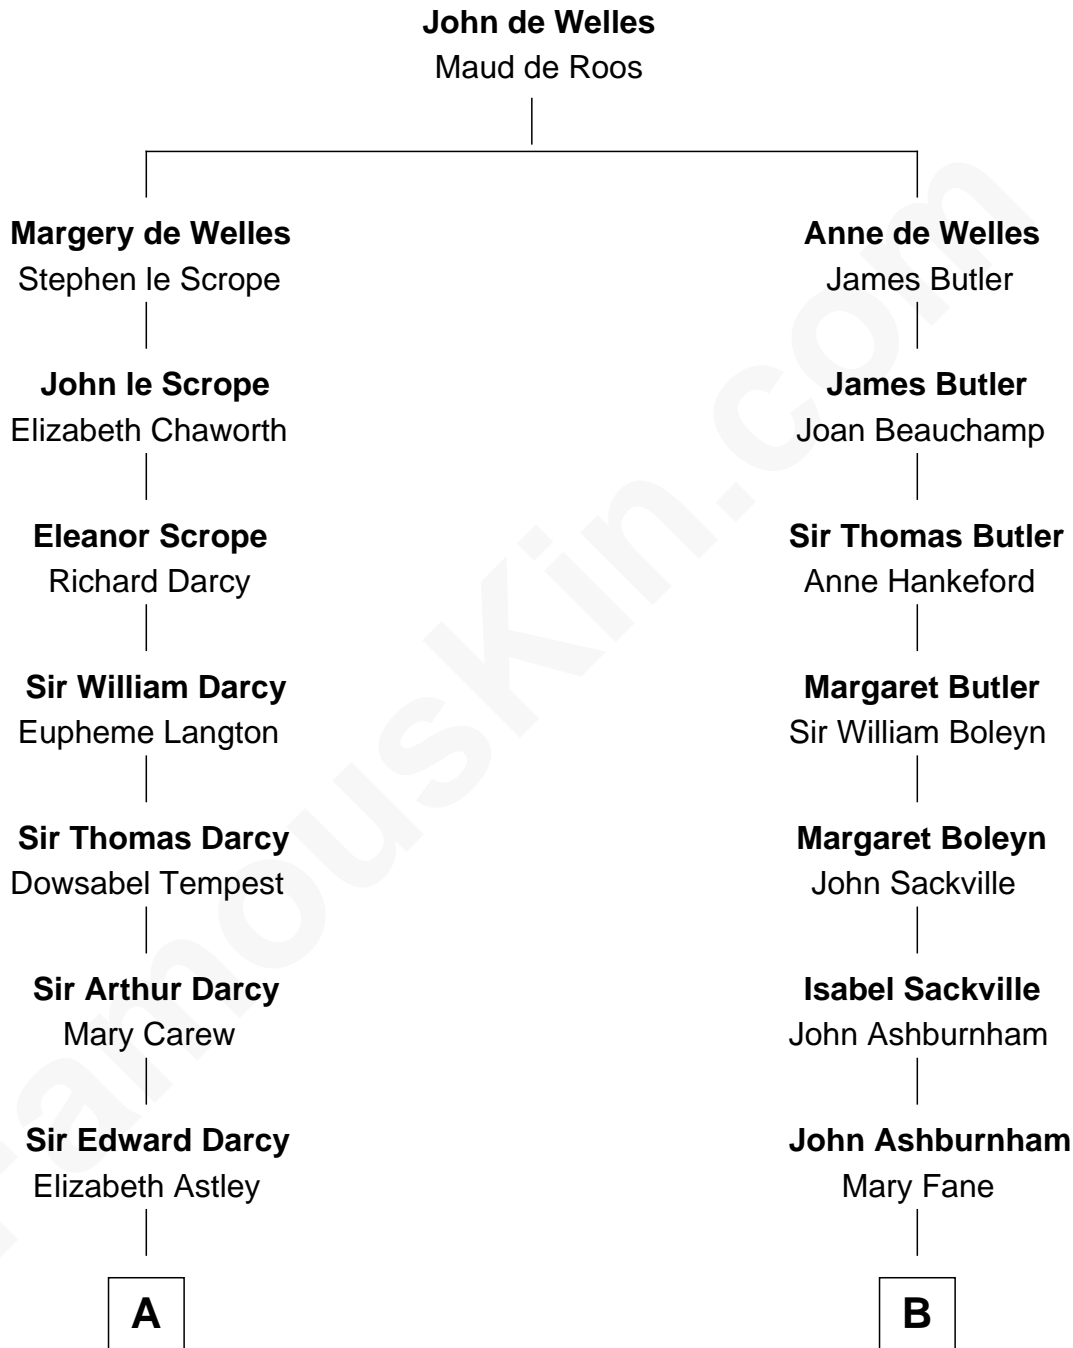 John de Welles
Maud de Roos
Margery de Welles
Stephen le Scrope
Anne de Welles
James Butler
John le Scrope
Elizabeth Chaworth
James Butler
Joan Beauchamp
Eleanor Scrope
Richard Darcy
Sir Thomas Butler
Anne Hankeford
Sir William Darcy
Eupheme Langton
Margaret Butler
Sir William Boleyn
Sir Thomas Darcy
Dowsabel Tempest
Margaret Boleyn
John Sackville
Sir Arthur Darcy
Mary Carew
Isabel Sackville
John Ashburnham
Sir Edward Darcy
Elizabeth Astley
John Ashburnham
Mary Fane
A
B
FamousKin.com